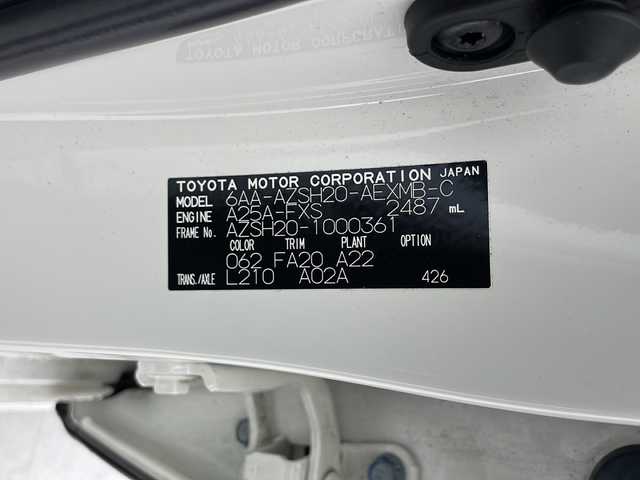 TOYOTA MOTOR CORPORATION JAPAN
MODEL 6AA-AZSH20-AEXMB-C
ENGINE A25A-FXS 2487 mL
FRAME No. AZSH20-1000361
COLOR TRIM PLANT OPTION
062 FA20 A22
TRANS./AXLE L210 A02A 426